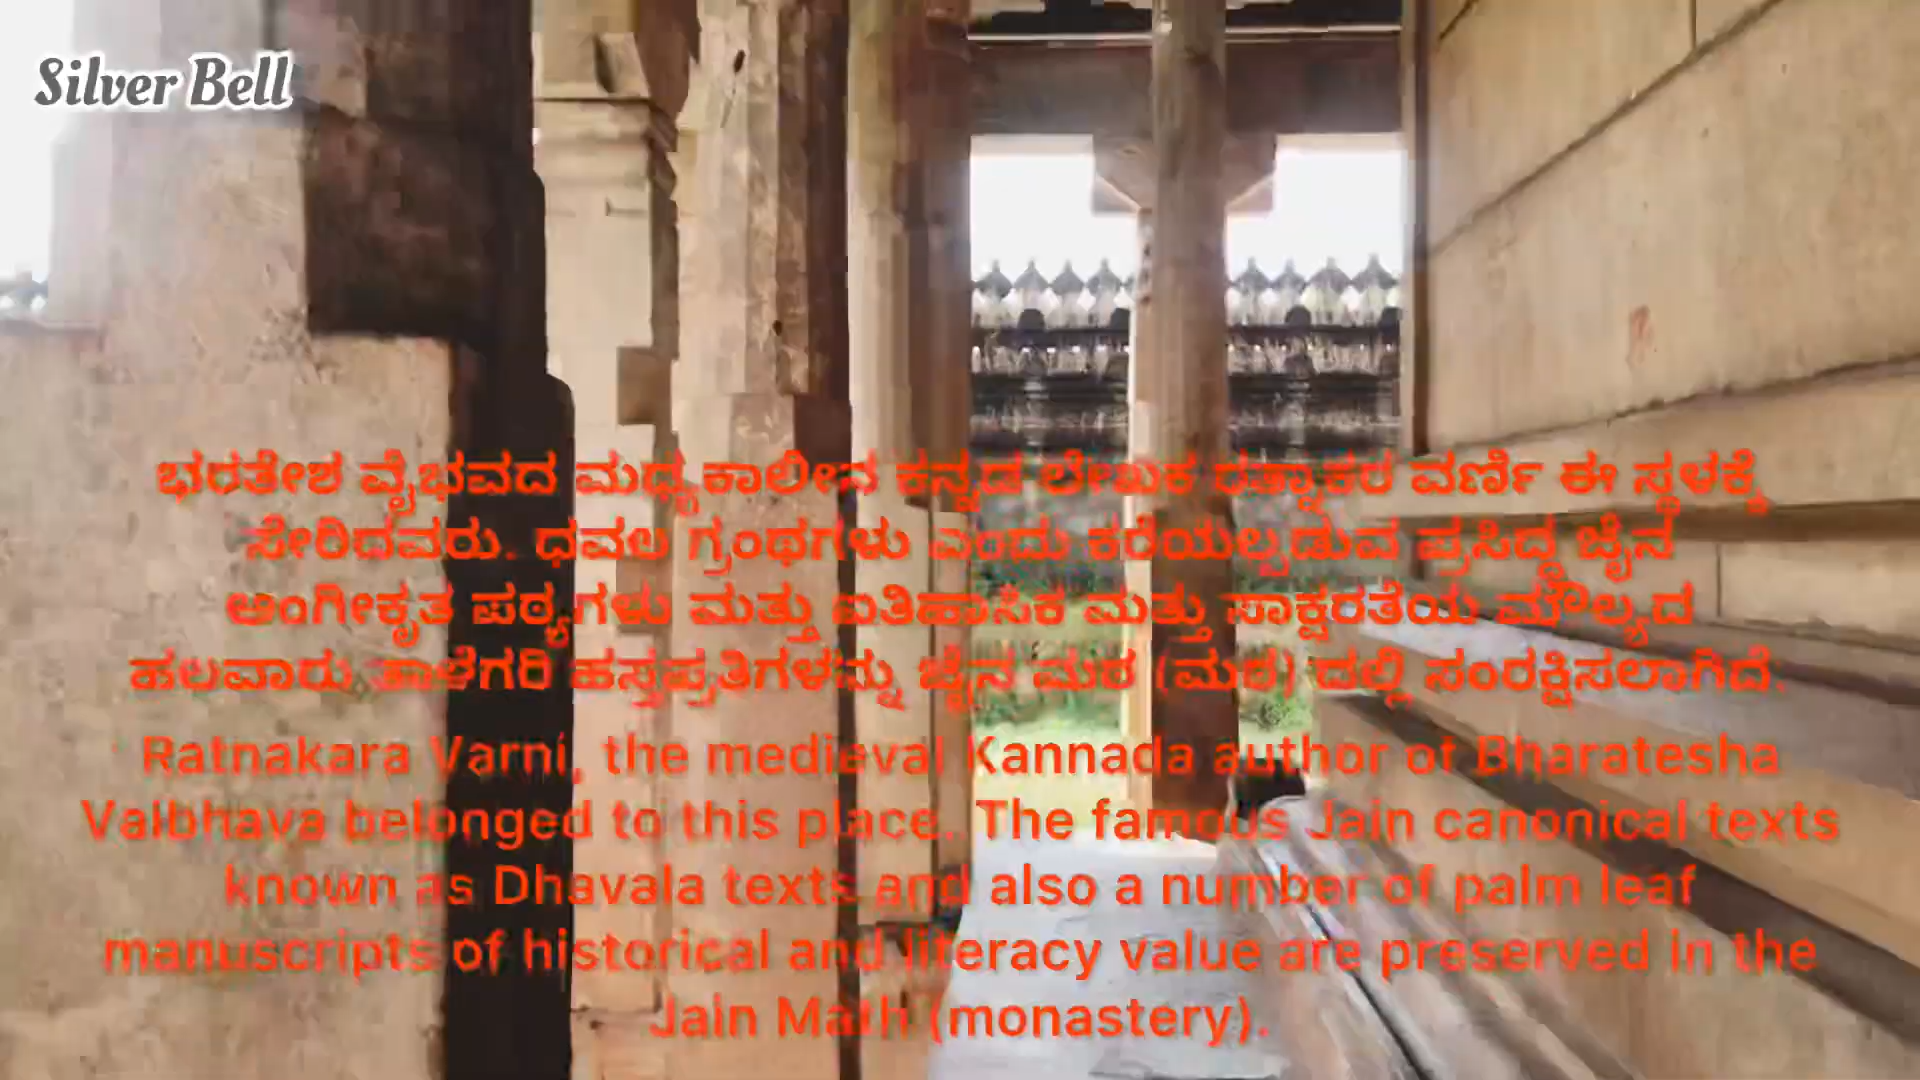 Silver Bell
ಭರತೇಶ ವೈಭವದ ಮಧ್ಯಕಾಲೀನ ಕನ್ನಡ ಲೇಖಕ ರತ್ನಾಕರ ವರ್ಣಿ ಈ ಸ್ಥಳಕ್ಕೆ
ಸೇರಿದವರು. ಧವಲ ಗ್ರಂಥಗಳು ಎಂದು ಕರೆಯಲ್ಪಡುವ ಪ್ರಸಿದ್ಧ ಜೈನ
ಅಂಗೀಕೃತ ಪಠ್ಯಗಳು ಮತ್ತು ಐತಿಹಾಸಿಕ ಮತ್ತು ಸಾಕ್ಷರತೆಯ ಮೌಲ್ಯದ
ಹಲವಾರು ತಾಳೆಗರಿ ಹಸ್ತಪ್ರತಿಗಳನ್ನು ಜೈನ ಮಠ (ಮಠ) ದಲ್ಲಿ ಸಂರಕ್ಷಿಸಲಾಗಿದೆ.
Ratnakara Varni, the medieval Kannada author of Bharatesha
Vaibhava belonged to this place. The famous Jain canonical texts
known as Dhavala texts and also a number of palm leaf
manuscripts of historical and literacy value are preserved in the
Jain Math (monastery).